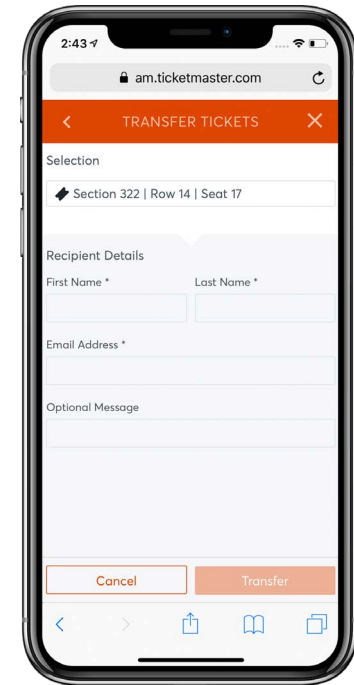 2:43
am.ticketmaster.com
TRANSFER TICKETS
Selection
Section 322 | Row 14 | Seat 17
Recipient Details
First Name * Last Name *
Email Address *
Optional Message
Cancel Transfer